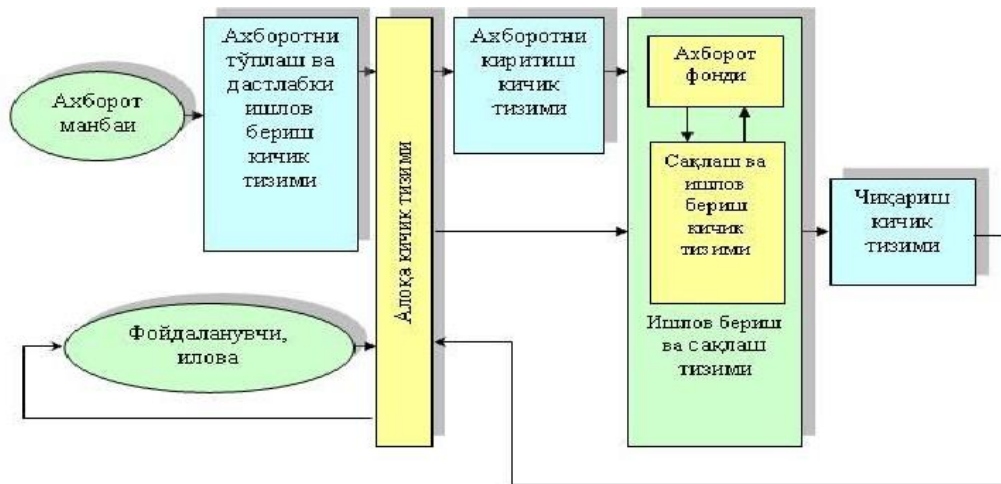 Ахборот
манбаи
Ахборотни
тўплаш ва
дастлабки
ишлов
бериш
кичик
тизими
Алоқа кичик тизими
Ахборотни
киритиш
кичик
тизими
Ахборот
фонди
Сақлаш ва
ишлов
бериш
кичик
тизими
Ишлов бериш
ва сақлаш
тизими
Чиқариш
кичик
тизими
Фойдаланувчи,
илова